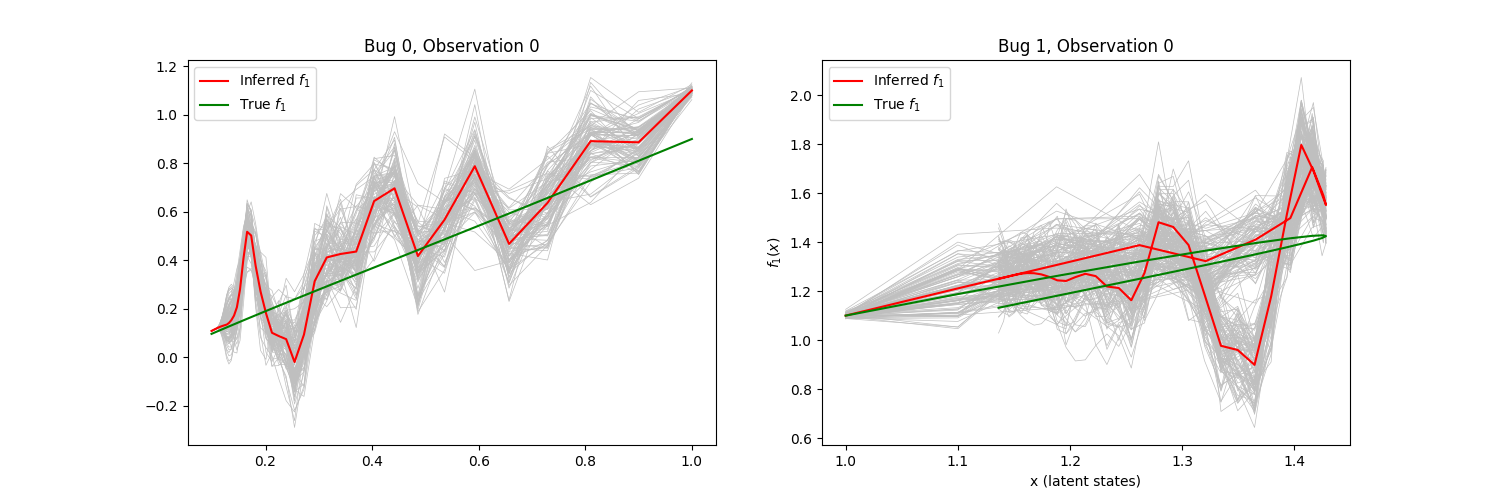 Bug 0, Observation 0
Inferred f₁
True f₁
1.2
1.0
0.8
0.6
0.4
0.2
0.0
−0.2
0.2 0.4 0.6 0.8 1.0
Bug 1, Observation 0
Inferred f₁
True f₁
2.0
1.8
1.6
1.4
1.2
1.0
0.8
0.6
f₁(x)
1.0 1.1 1.2 1.3 1.4
x (latent states)